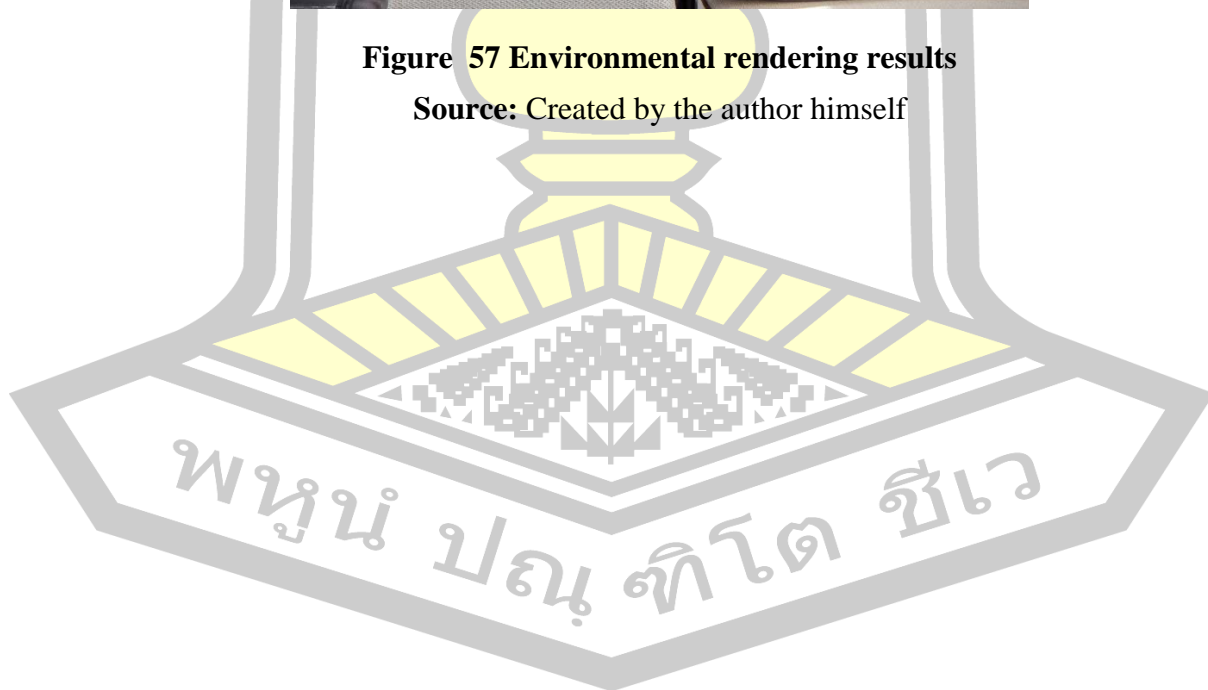 Figure 57 Environmental rendering results
Source: Created by the author himself
พหูนํ ปณฺ ฑิโต ชีเว